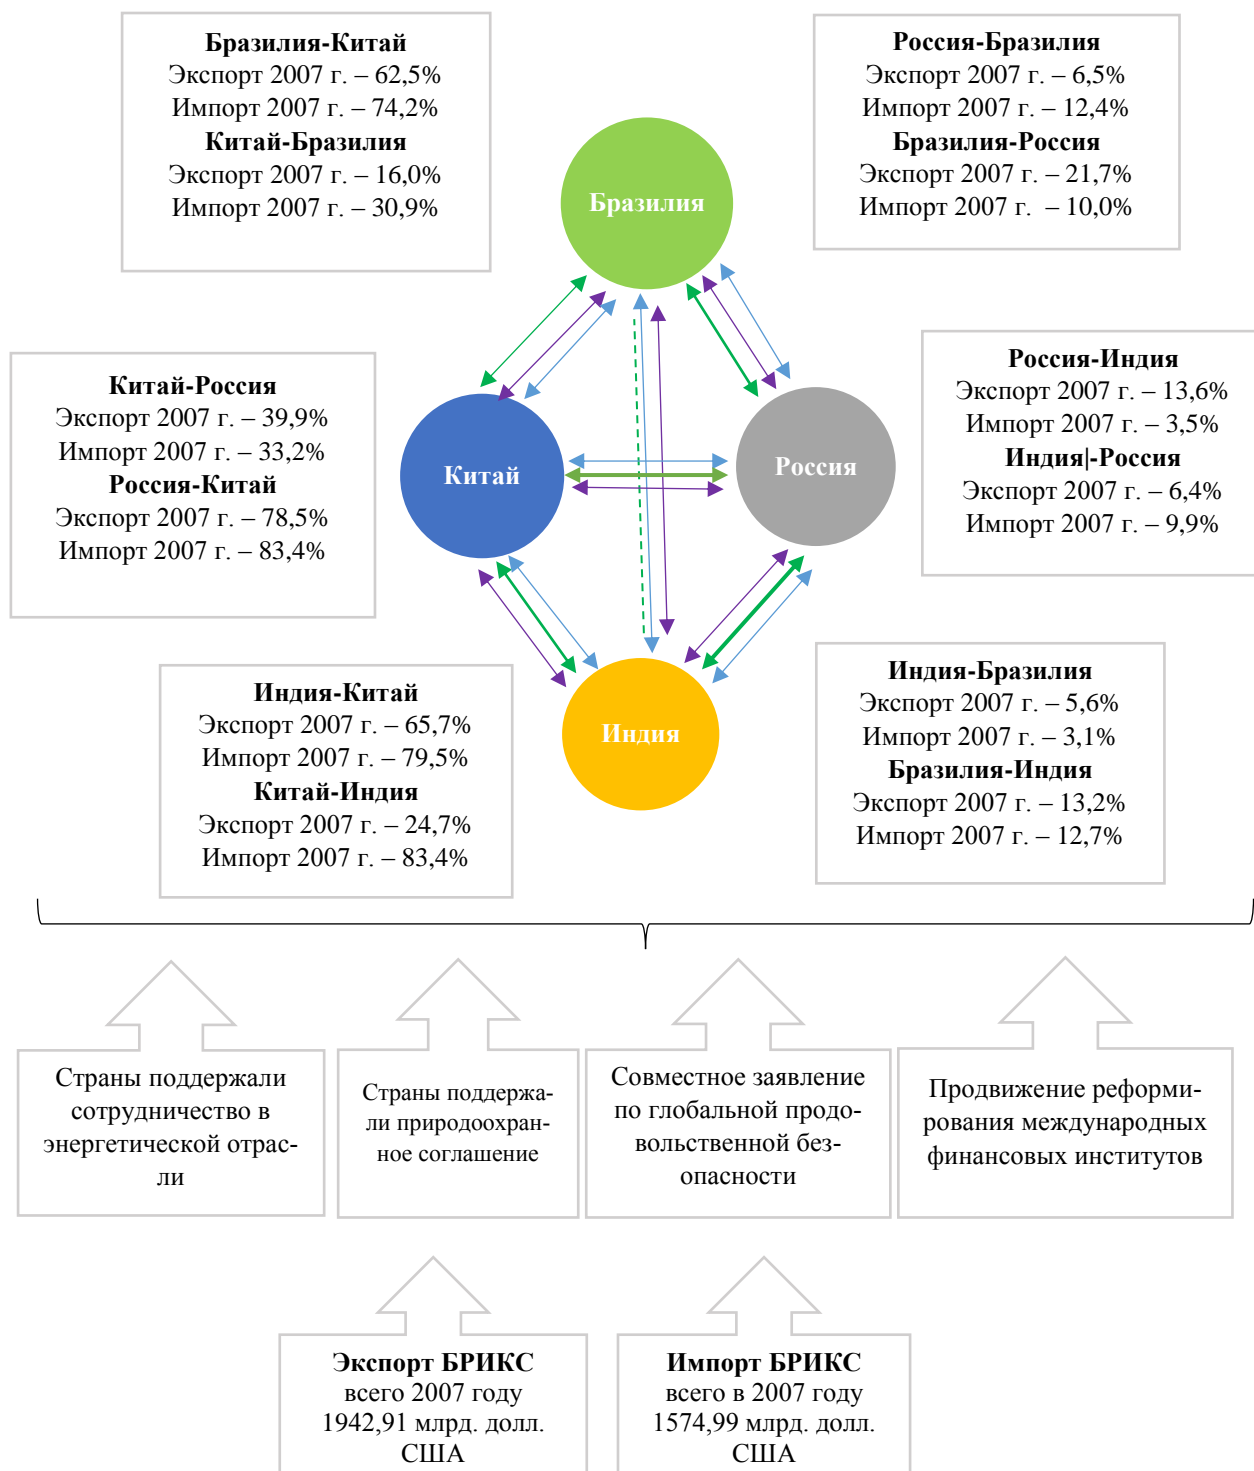 Бразилия-Китай
Экспорт 2007 г. – 62,5%
Импорт 2007 г. – 74,2%
Китай-Бразилия
Экспорт 2007 г. – 16,0%
Импорт 2007 г. – 30,9%
Россия-Бразилия
Экспорт 2007 г. – 6,5%
Импорт 2007 г. – 12,4%
Бразилия-Россия
Экспорт 2007 г. – 21,7%
Импорт 2007 г. – 10,0%
Бразилия
Китай-Россия
Экспорт 2007 г. – 39,9%
Импорт 2007 г. – 33,2%
Россия-Китай
Экспорт 2007 г. – 78,5%
Импорт 2007 г. – 83,4%
Китай
Россия
Россия-Индия
Экспорт 2007 г. – 13,6%
Импорт 2007 г. – 3,5%
Индия|-Россия
Экспорт 2007 г. – 6,4%
Импорт 2007 г. – 9,9%
Индия-Китай
Экспорт 2007 г. – 65,7%
Импорт 2007 г. – 79,5%
Китай-Индия
Экспорт 2007 г. – 24,7%
Импорт 2007 г. – 83,4%
Индия
Индия-Бразилия
Экспорт 2007 г. – 5,6%
Импорт 2007 г. – 3,1%
Бразилия-Индия
Экспорт 2007 г. – 13,2%
Импорт 2007 г. – 12,7%
Страны поддержали
сотрудничество в
энергетической отрас-
ли
Страны поддержа-
ли природоохран-
ное соглашение
Совместное заявление
по глобальной продо-
вольственной без-
опасности
Продвижение реформи-
рования международных
финансовых институтов
Экспорт БРИКС
всего 2007 году
1942,91 млрд. долл.
США
Импорт БРИКС
всего в 2007 году
1574,99 млрд. долл.
США